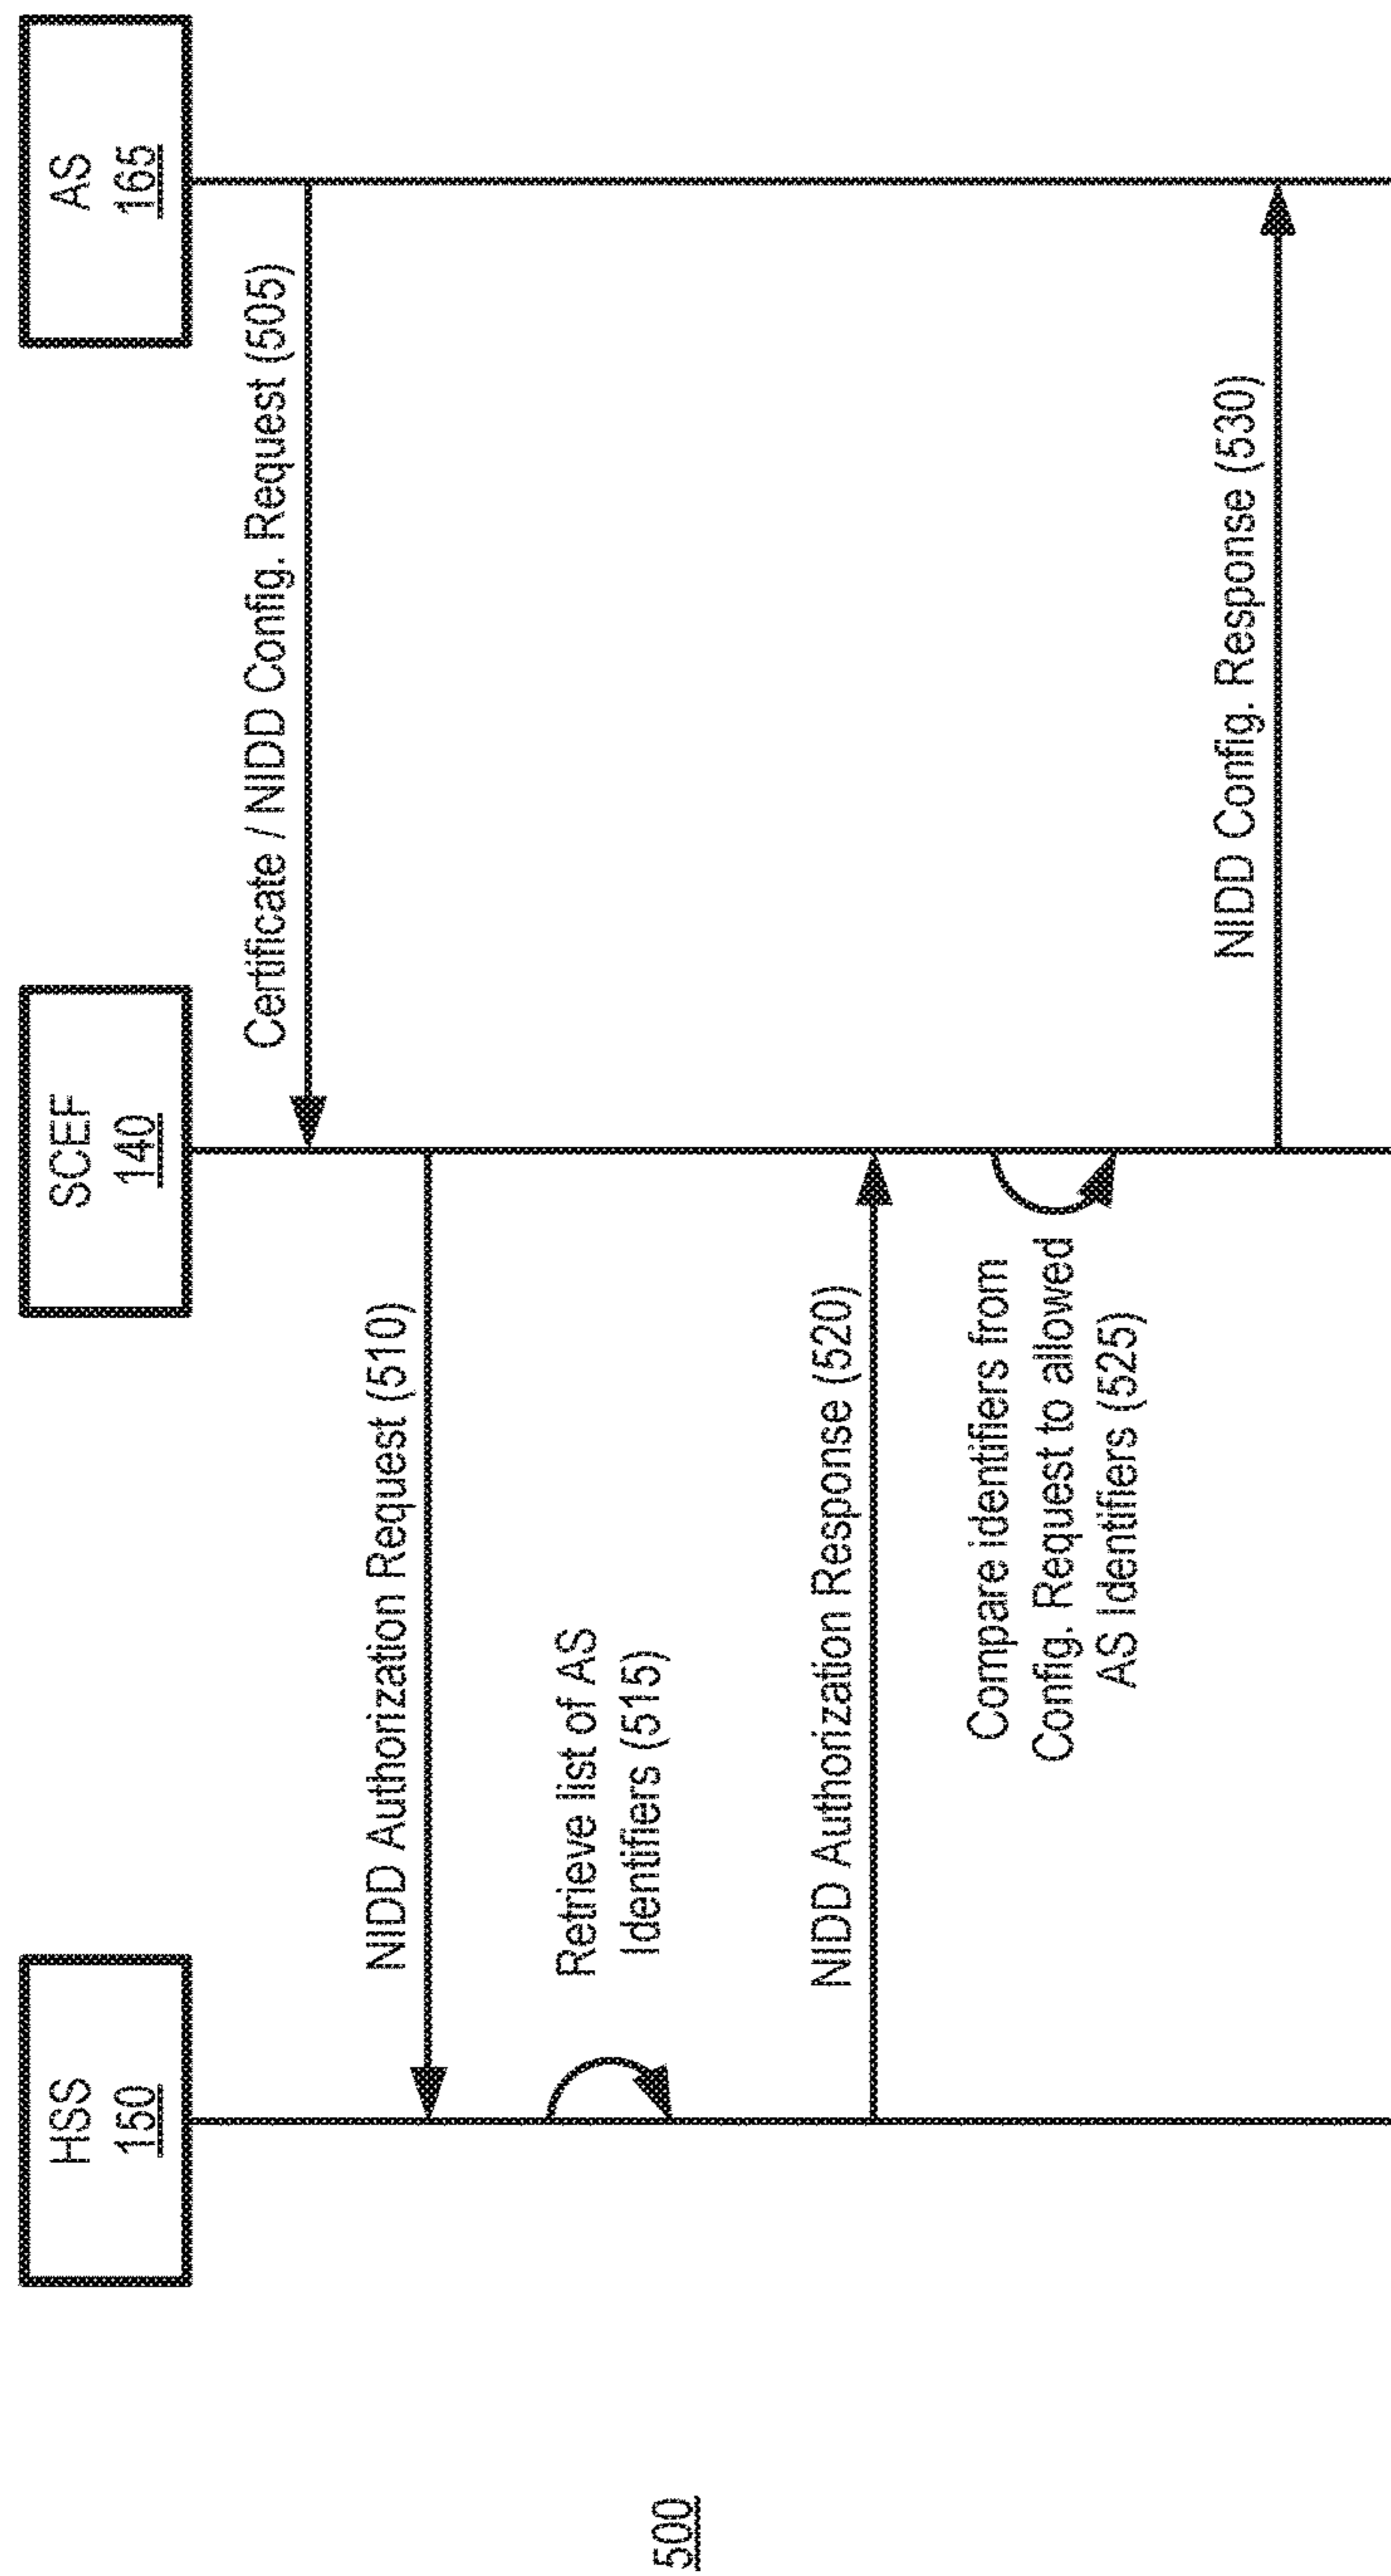 500
HSS
150
SCEF
140
AS
165
Certificate / NIDD Config. Request (505)
NIDD Authorization Request (510)
Retrieve list of AS
Identifiers (515)
NIDD Authorization Response (520)
Compare identifiers from
Config. Request to allowed
AS Identifiers (525)
NIDD Config. Response (530)